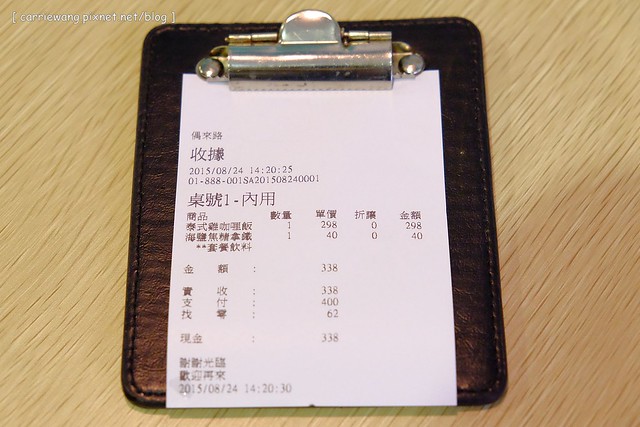 [ carriewang.pixnet.net/blog ]
偶來路
收據
2015/08/24 14:20:25
01-888-001SA201508240001
桌號1-內用
商品 數量 單價 折讓 金額
泰式雞咖哩飯 1 298 0 298
海鹽焦糖拿鐵 1 40 0 40
**套餐飲料
金額: 338
實收: 338
支付: 400
找零: 62
現金: 338
謝謝光臨
歡迎再來
2015/08/24 14:20:30